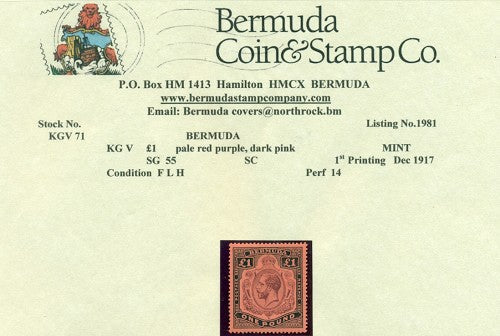 Bermuda
Coin&Stamp Co.
P.O. Box HM 1413 Hamilton HMCX BERMUDA
www.bermudastampcompany.com
Email: Bermuda covers@northrock.bm
Stock No. Listing No.1981
KGV 71 BERMUDA
KG V £1 pale red purple, dark pink MINT
SG 55 SC 1st Printing Dec 1917
Condition F L H Perf 14
BERMUDA
£1 £1
ONE POUND